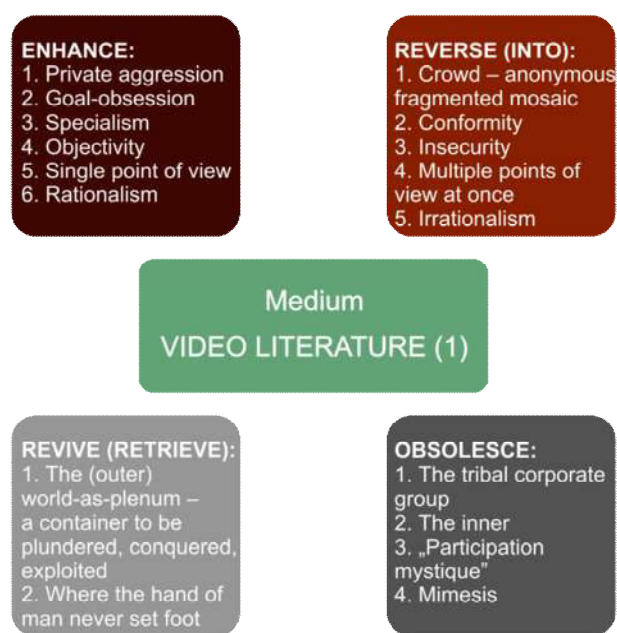 ENHANCE:
1. Private aggression
2. Goal-obsession
3. Specialism
4. Objectivity
5. Single point of view
6. Rationalism
REVERSE (INTO):
1. Crowd – anonymous
fragmented mosaic
2. Conformity
3. Insecurity
4. Multiple points of
view at once
5. Irrationalism
Medium
VIDEO LITERATURE (1)
REVIVE (RETRIEVE):
1. The (outer)
world-as-plenum –
a container to be
plundered, conquered,
exploited
2. Where the hand of
man never set foot
OBSOLESCE:
1. The tribal corporate
group
2. The inner
3. „Participation
mystique”
4. Mimesis